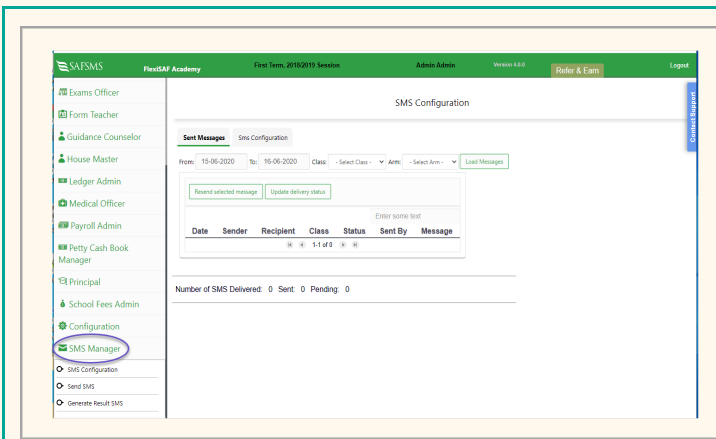 SAFSMS FlexiSAF Academy First Term, 2018/2019 Session Admin Admin Version 4.0.0 Refer & Earn Logout
Contact Support
Exams Officer
Form Teacher
Guidance Counselor
House Master
Ledger Admin
Medical Officer
Payroll Admin
Petty Cash Book
Manager
Principal
School Fees Admin
Configuration
SMS Manager
SMS Configuration
Send SMS
Generate Result SMS
SMS Configuration
Sent Messages Sms Configuration
From: 15-06-2020 To: 16-06-2020 Class: - Select Class - Arm: - Select Arm - Load Messages
Resend selected message Update delivery status
Enter some text
Date Sender Recipient Class Status Sent By Message
1-1 of 0
Number of SMS Delivered: 0 Sent: 0 Pending: 0